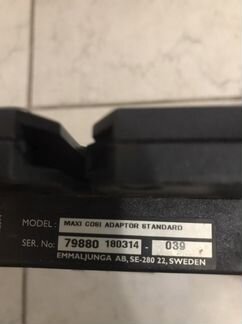 MODEL: MAXI COSI ADAPTOR STANDARD
SER. No: 79880 180314 - 039
EMMALJUNGA AB, SE-280 22, SWEDEN